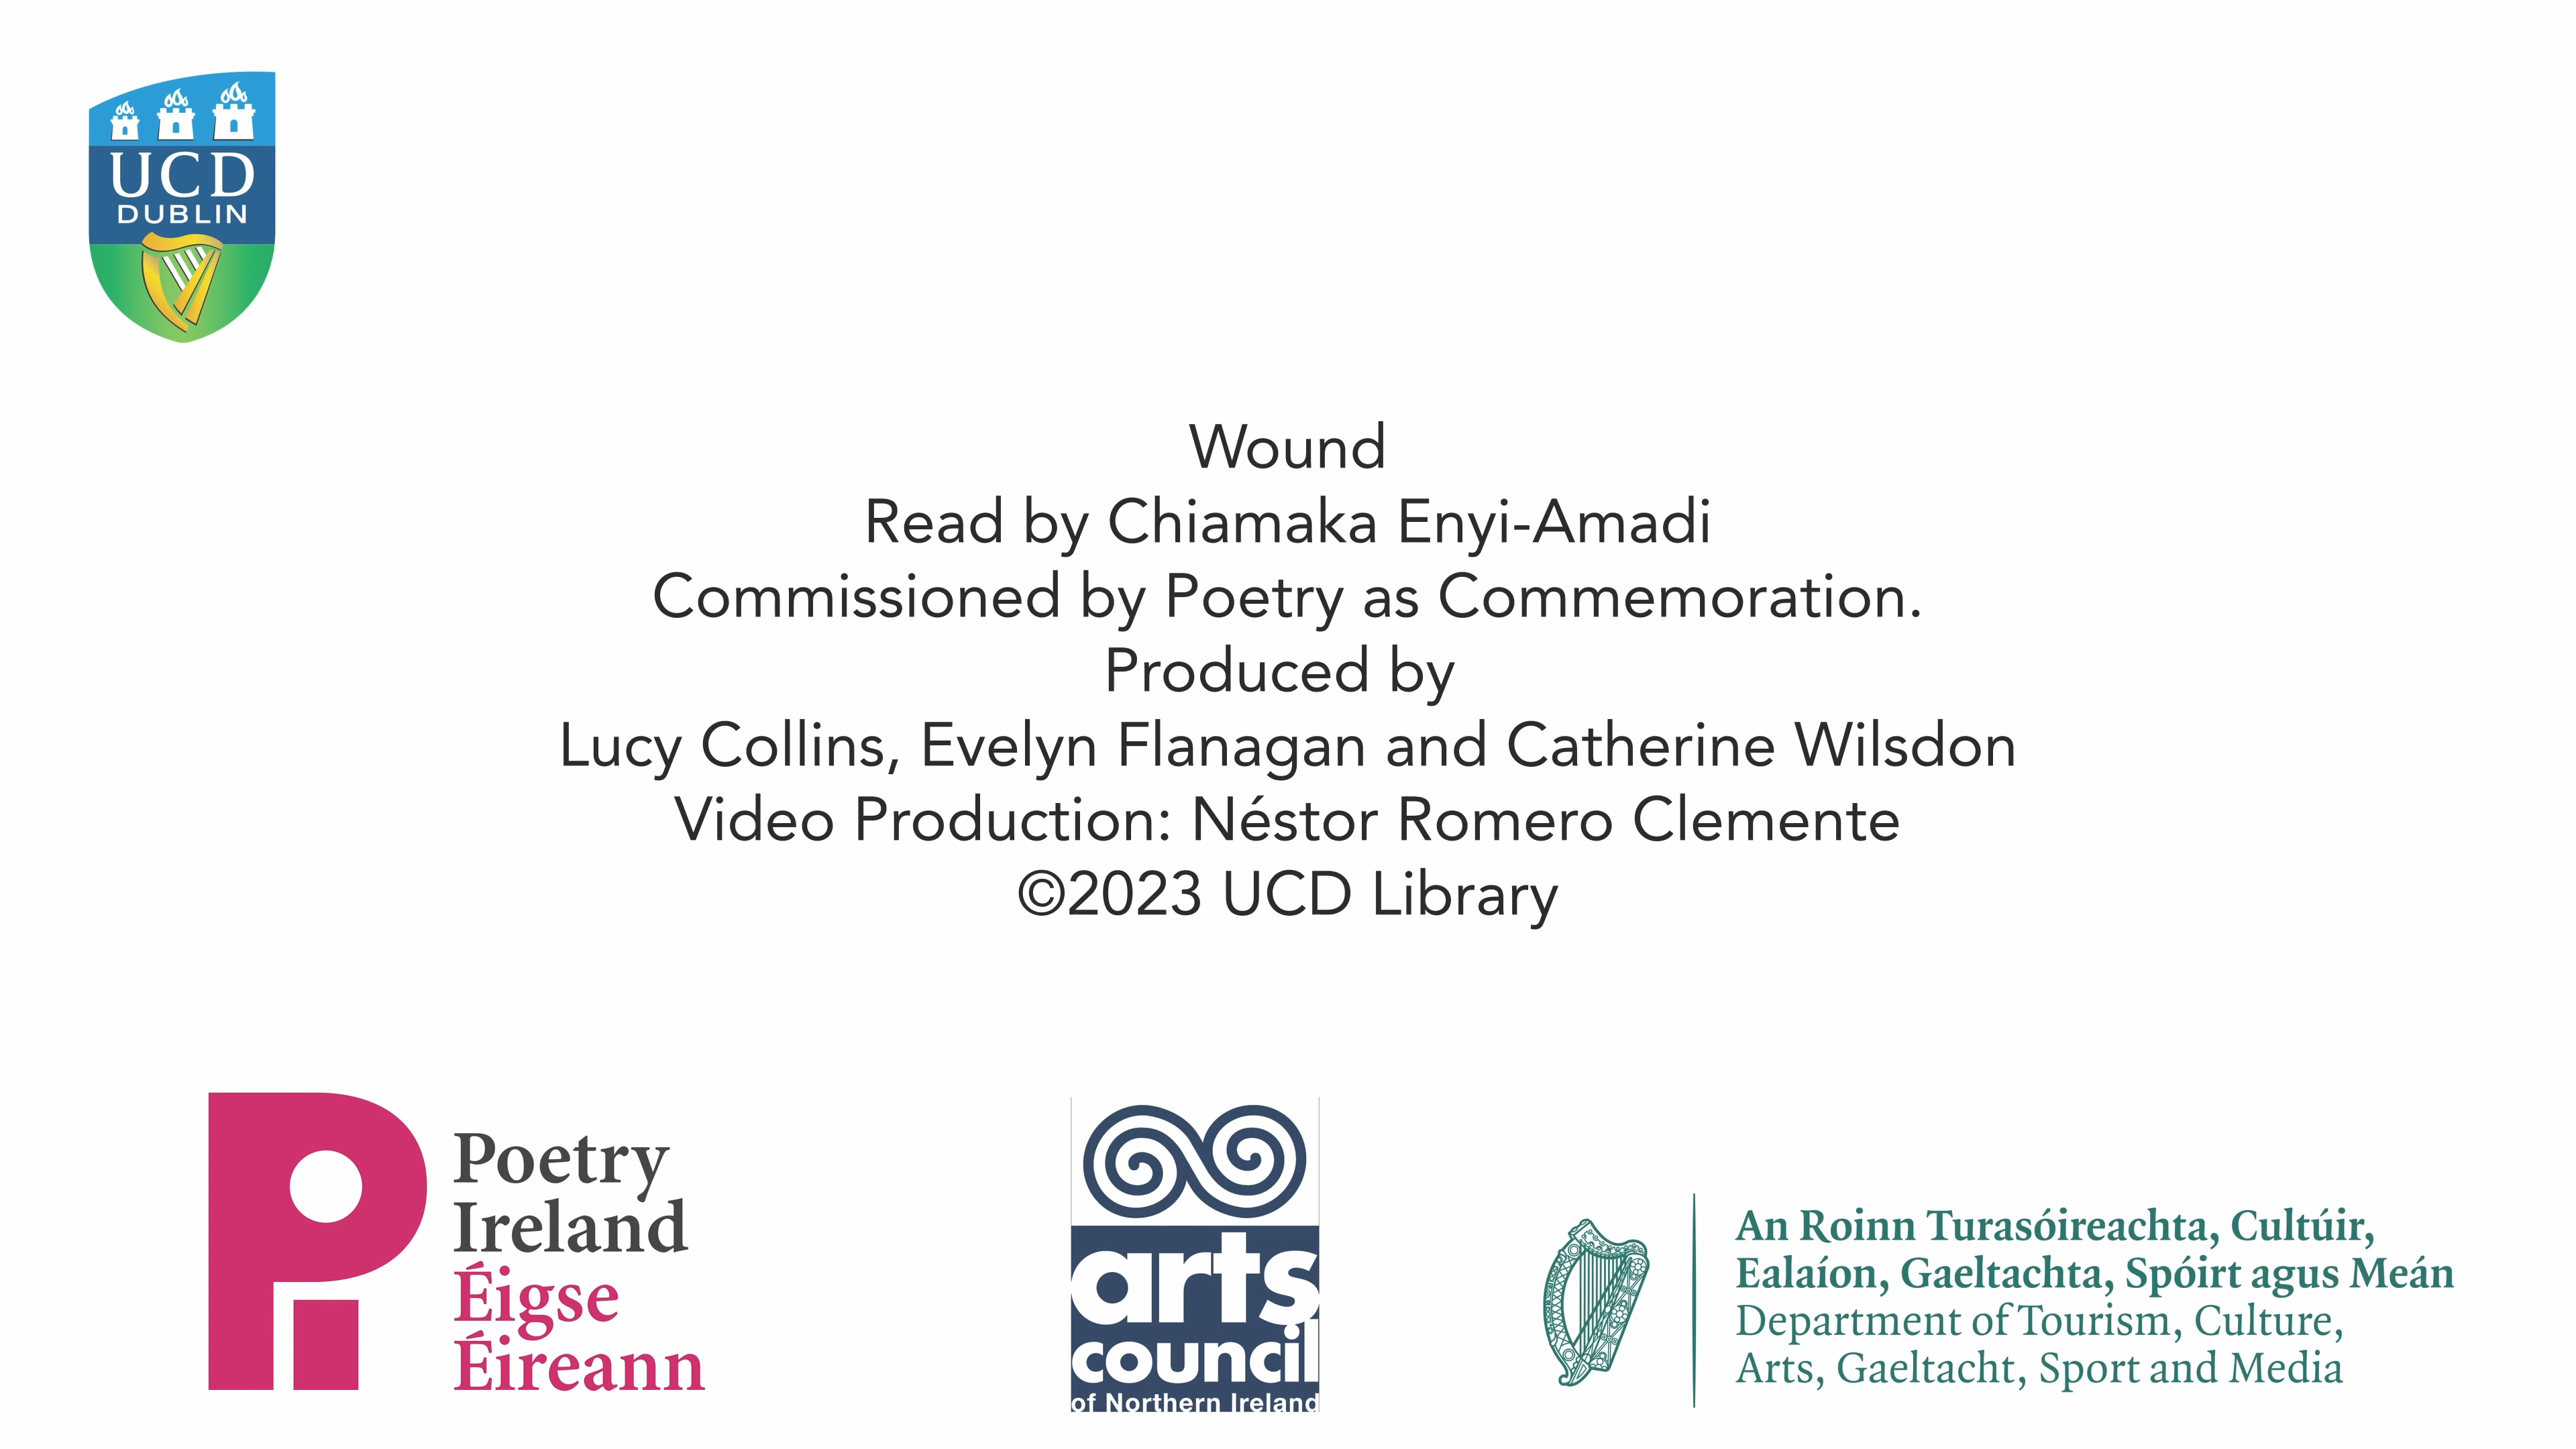 UCD
DUBLIN
Wound
Read by Chiamaka Enyi-Amadi
Commissioned by Poetry as Commemoration.
Produced by
Lucy Collins, Evelyn Flanagan and Catherine Wilsdon
Video Production: Néstor Romero Clemente
©2023 UCD Library
Poetry
Ireland
Éigse
Éireann
arts
council
of Northern Ireland
An Roinn Turasóireachta, Cultúir,
Ealaíon, Gaeltachta, Spóirt agus Meán
Department of Tourism, Culture,
Arts, Gaeltacht, Sport and Media